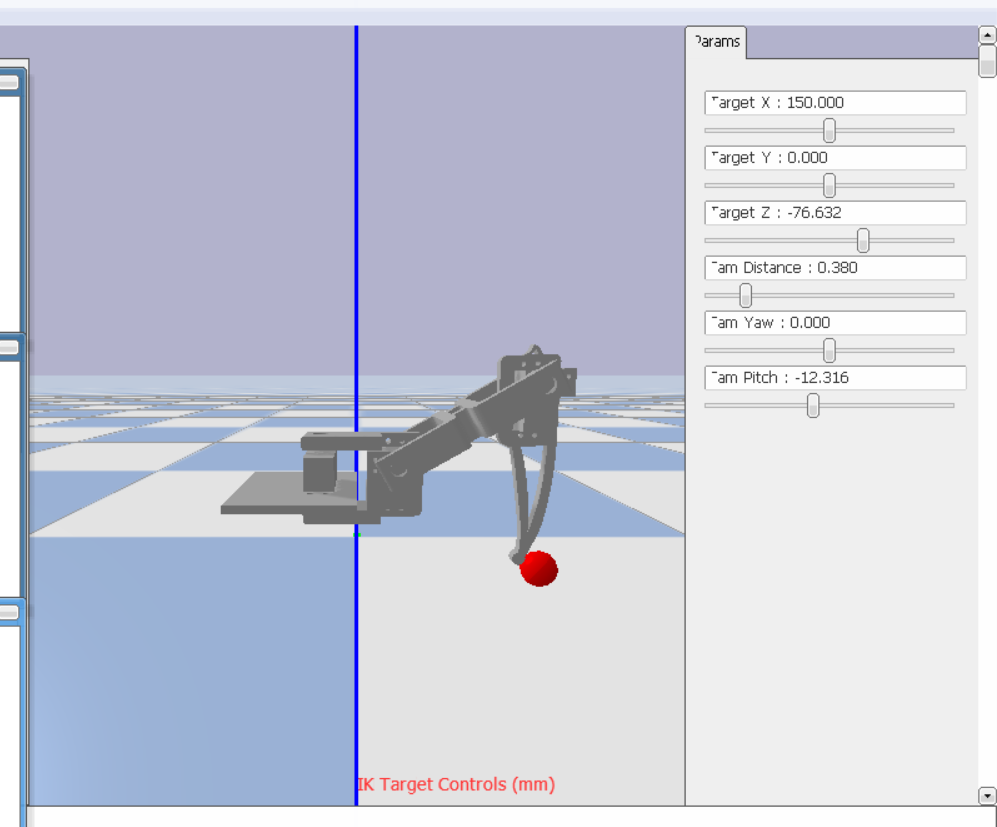 Params
Target X : 150.000
Target Y : 0.000
Target Z : -76.632
Cam Distance : 0.380
Cam Yaw : 0.000
Cam Pitch : -12.316
IK Target Controls (mm)